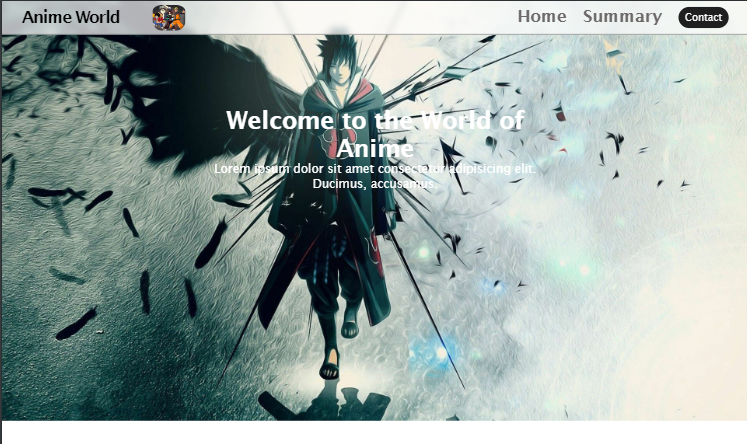 Anime World
Home Summary Contact
Welcome to the World of
Anime
Lorem ipsum dolor sit amet consectetur adipisicing elit.
Ducimus, accusamus.